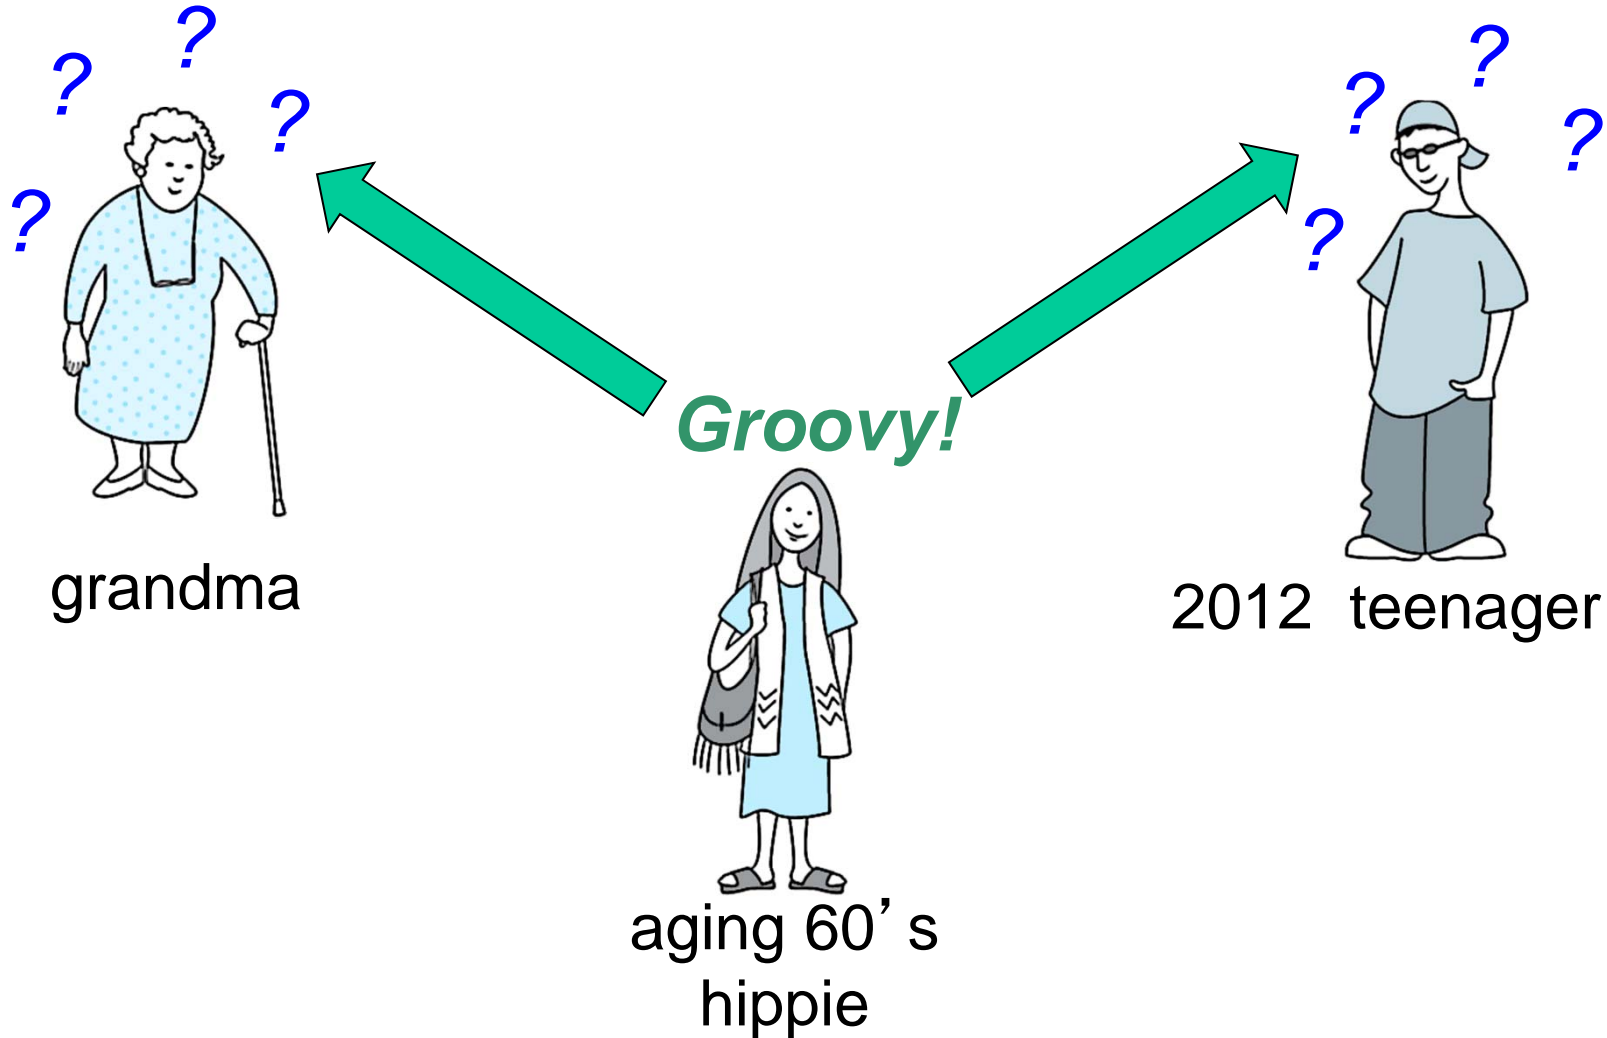 ? ? ? ?
? ? ? ?
Groovy!
grandma
2012 teenager
aging 60’s
hippie